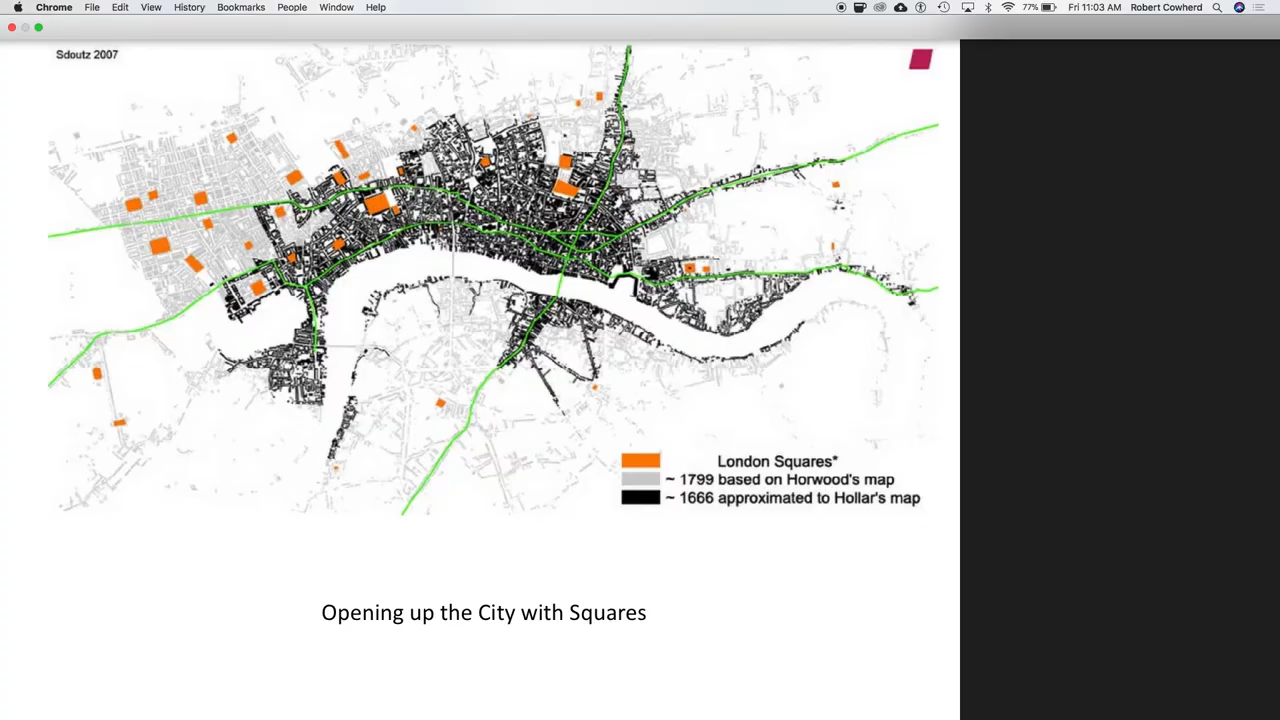 Chrome File Edit View History Bookmarks People Window Help 77% Fri 11:03 AM Robert Cowherd
Sdoutz 2007
London Squares*
~ 1799 based on Horwood's map
~ 1666 approximated to Hollar's map
Opening up the City with Squares